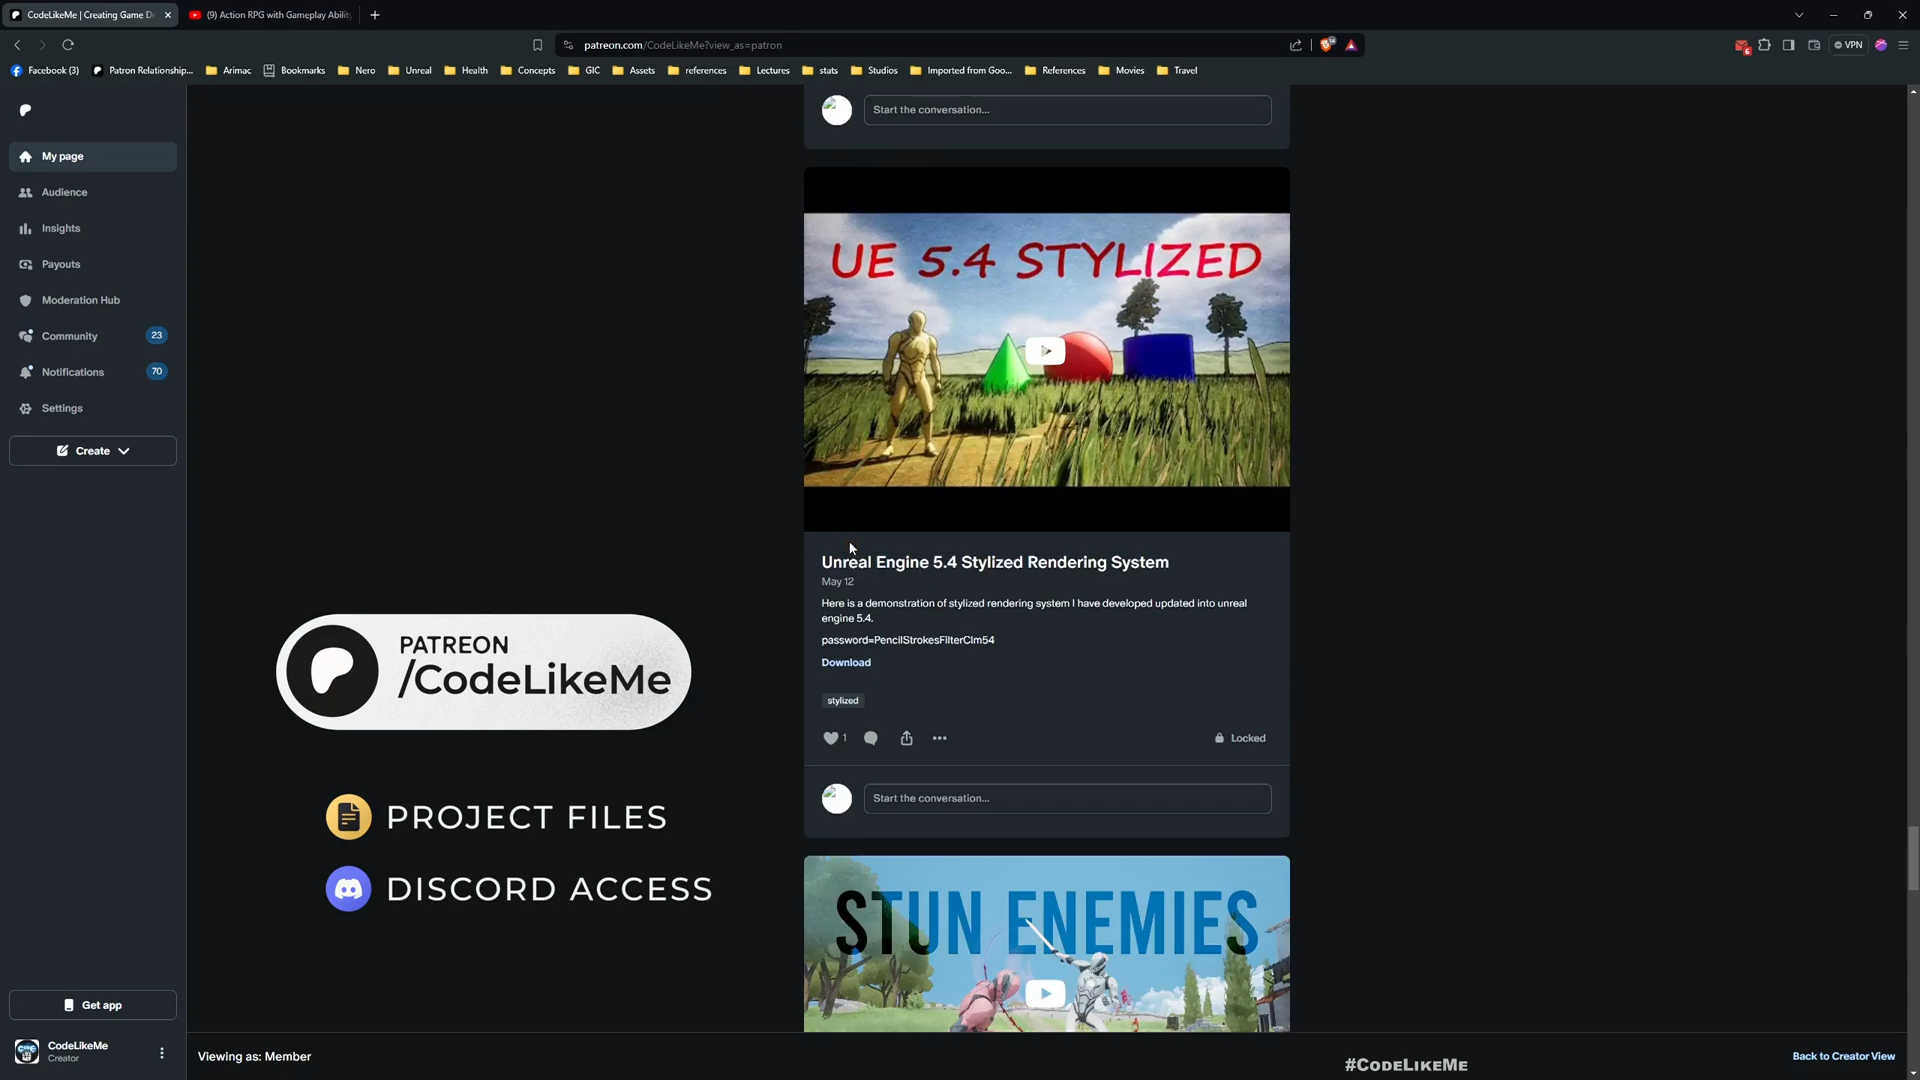 CodeLikeMe | Creating Game D
(9) Action RPG with Gameplay Ability
patreon.com/CodeLikeMe?view_as=patron
VPN
Facebook (3)
Patron Relationship...
Arimac
Bookmarks
Nero
Unreal
Health
Concepts
GIC
Assets
references
Lectures
stats
Studios
Imported from Goo...
References
Movies
Travel
My page
Audience
Insights
Payouts
Moderation Hub
Community 23
Notifications 70
Settings
Create
Get app
CodeLikeMe
Creator
Start the conversation...
UE 5.4 STYLIZED
Unreal Engine 5.4 Stylized Rendering System
May 12
Here is a demonstration of stylized rendering system I have developed updated into unreal
engine 5.4.
password=PencilStrokesFilterClm54
Download
stylized
1
Locked
Start the conversation...
STUN ENEMIES
PATREON
/CodeLikeMe
PROJECT FILES
DISCORD ACCESS
Viewing as: Member
#CODELIKEME
Back to Creator View